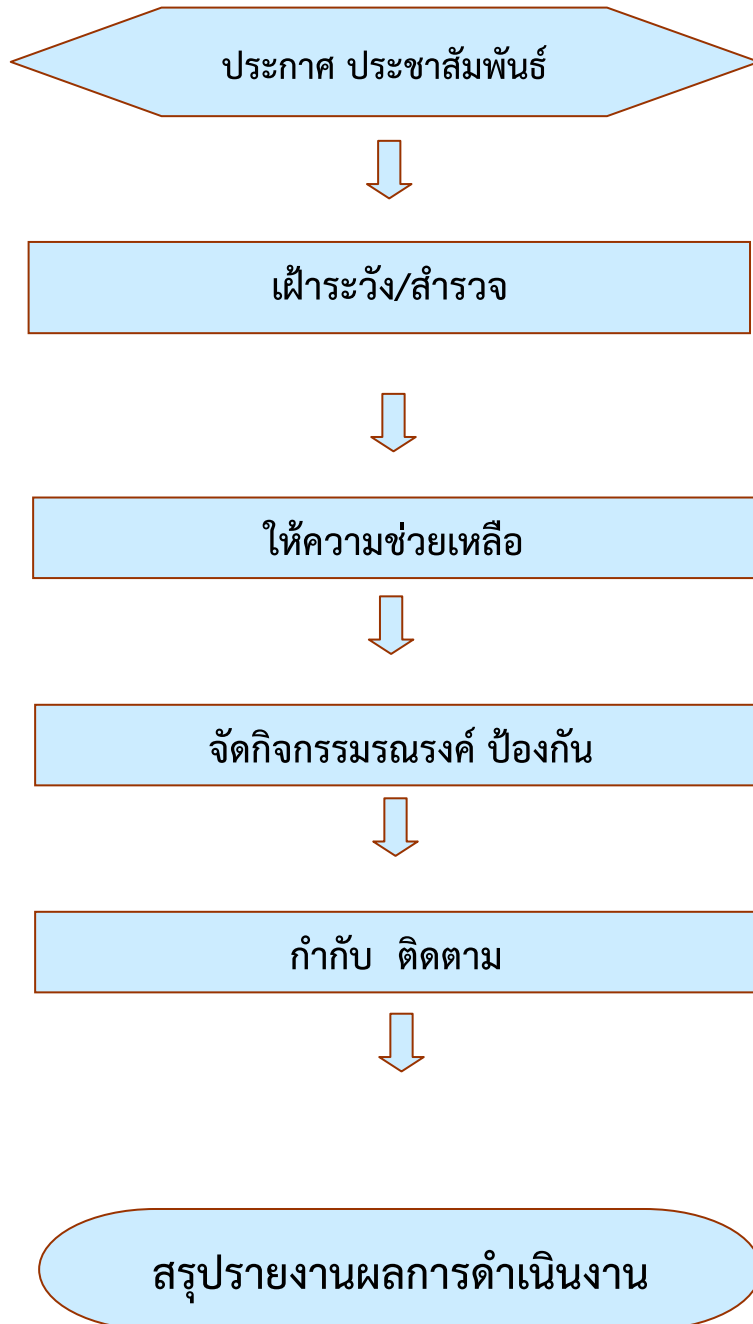 ประกาศ ประชาสัมพันธ์
เฝ้าระวัง/สำรวจ
ให้ความช่วยเหลือ
จัดกิจกรรมรณรงค์ ป้องกัน
กำกับ  ติดตาม
สรุปรายงานผลการดำเนินงาน